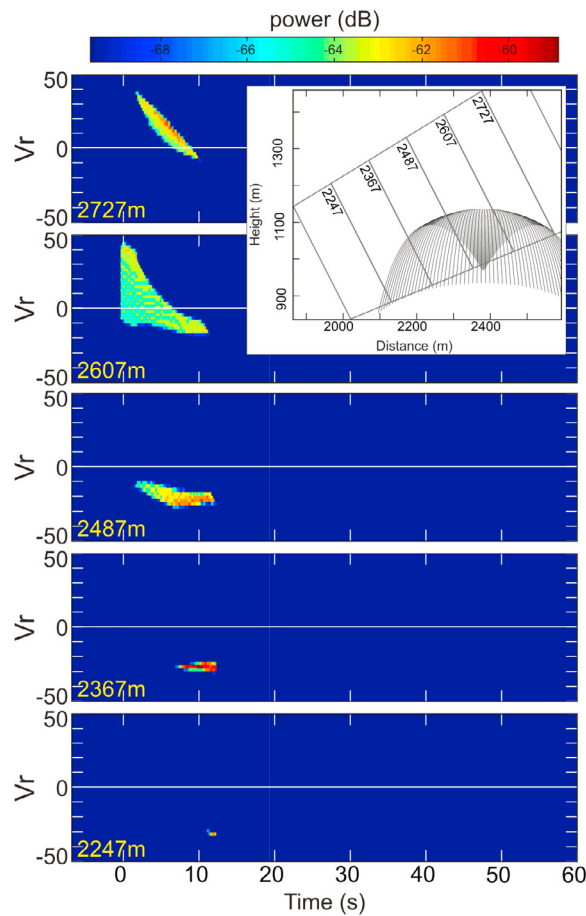 power (dB)
-68 -66 -64 -62 -60
50
Vr
0
-50
2727m
1300
1100
900
Height (m)
2247
2367
2487
2607
2727
2000 2200 2400
Distance (m)
50
Vr
0
-50
2607m
50
Vr
0
-50
2487m
50
Vr
0
-50
2367m
50
Vr
0
-50
2247m
0 10 20 30 40 50 60
Time (s)